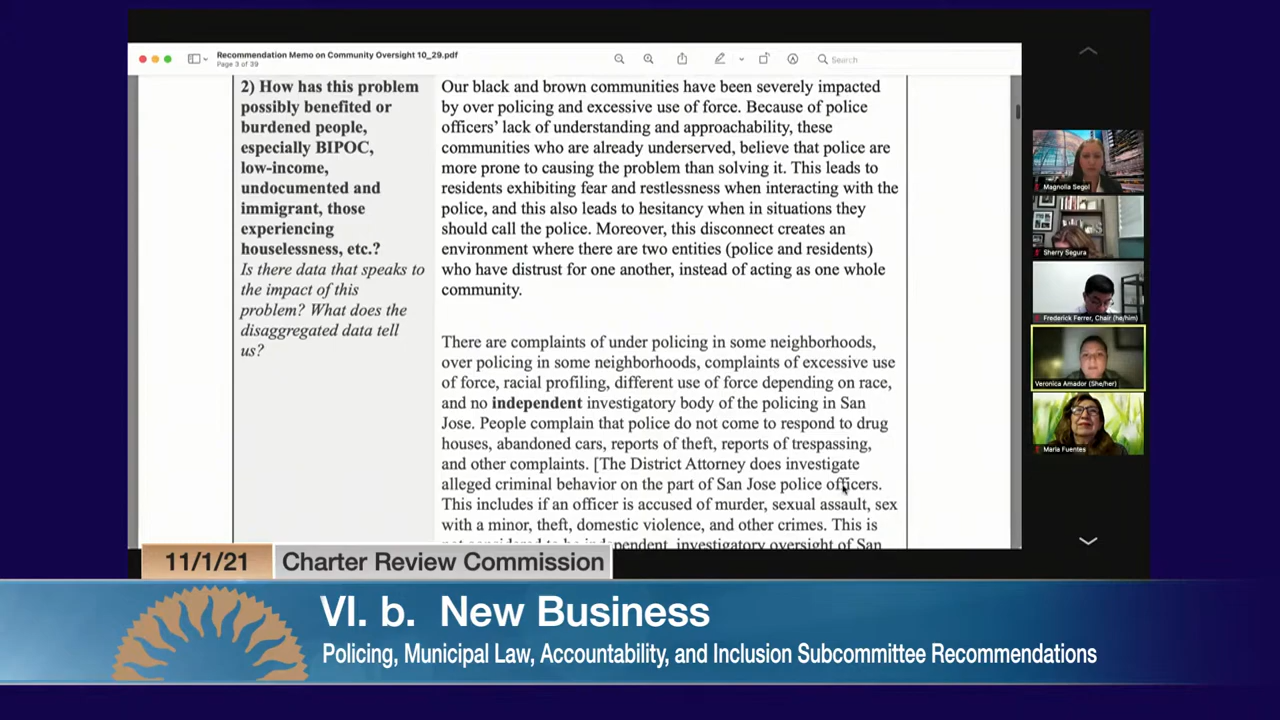 Recommendation Memo on Community Oversight 10_29.pdf
Page 3 of 39
Search
2) How has this problem
possibly benefited or
burdened people,
especially BIPOC,
low-income,
undocumented and
immigrant, those
experiencing
houselessness, etc.?
Is there data that speaks to
the impact of this
problem? What does the
disaggregated data tell
us?
Our black and brown communities have been severely impacted
by over policing and excessive use of force. Because of police
officers’ lack of understanding and approachability, these
communities who are already underserved, believe that police are
more prone to causing the problem than solving it. This leads to
residents exhibiting fear and restlessness when interacting with the
police, and this also leads to hesitancy when in situations they
should call the police. Moreover, this disconnect creates an
environment where there are two entities (police and residents)
who have distrust for one another, instead of acting as one whole
community.
There are complaints of under policing in some neighborhoods,
over policing in some neighborhoods, complaints of excessive use
of force, racial profiling, different use of force depending on race,
and no independent investigatory body of the policing in San
Jose. People complain that police do not come to respond to drug
houses, abandoned cars, reports of theft, reports of trespassing,
and other complaints. [The District Attorney does investigate
alleged criminal behavior on the part of San Jose police officers.
This includes if an officer is accused of murder, sexual assault, sex
with a minor, theft, domestic violence, and other crimes. This is
not considered to be independent, investigatory oversight of San
Magnolia Segol
Sherry Segura
Frederick Ferrer, Chair (he/him)
Veronica Amador (She/her)
Maria Fuentes
11/1/21
Charter Review Commission
VI. b. New Business
Policing, Municipal Law, Accountability, and Inclusion Subcommittee Recommendations